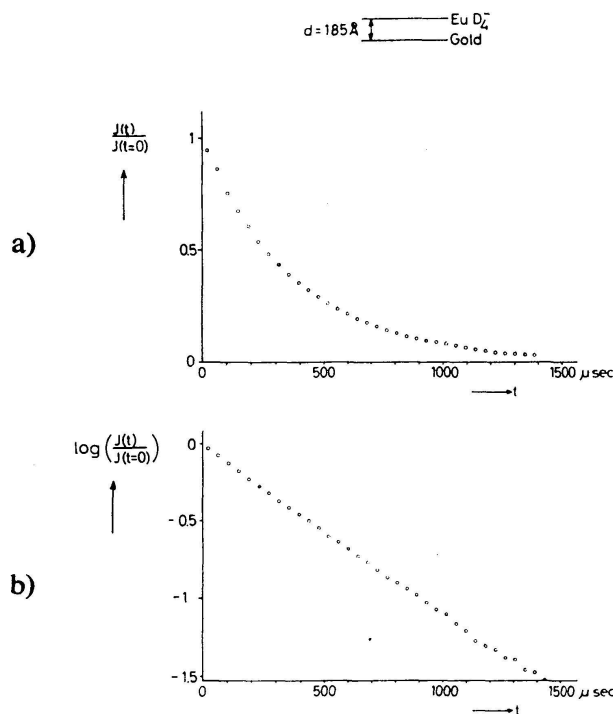 Eu D₄⁻
d = 185 Å
Gold
J(t)
J(t=0)
a)
1
0.5
0
0 500 1000 1500 μ sec
t
log(J(t)/J(t=0))
b)
0
-0.5
-1
-1.5
0 500 1000 1500 μ sec
t